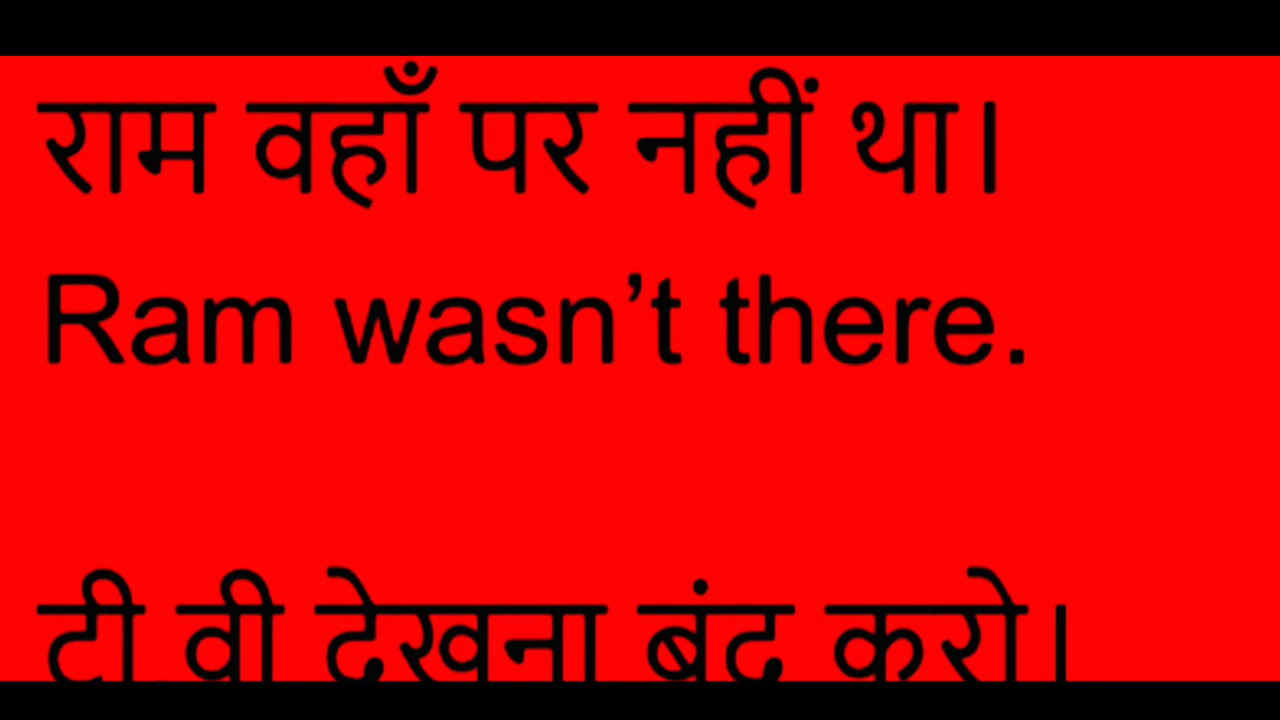 राम वहाँ पर नहीं था।
Ram wasn’t there.
टी वी देखना बंद करो।